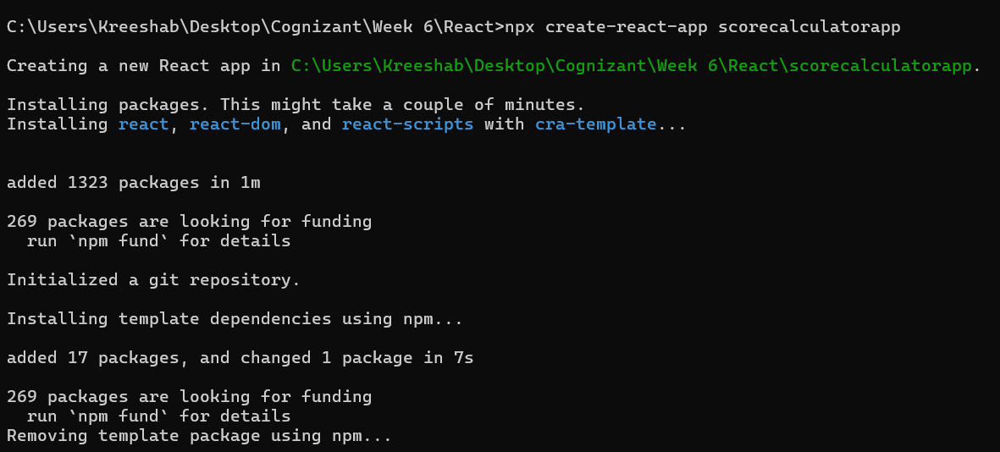 C:\Users\Kreeshab\Desktop\Cognizant\Week 6\React>npx create-react-app scorecalculatorapp
Creating a new React app in C:\Users\Kreeshab\Desktop\Cognizant\Week 6\React\scorecalculatorapp.
Installing packages. This might take a couple of minutes.
Installing react, react-dom, and react-scripts with cra-template...
added 1323 packages in 1m
269 packages are looking for funding
  run `npm fund` for details
Initialized a git repository.
Installing template dependencies using npm...
added 17 packages, and changed 1 package in 7s
269 packages are looking for funding
  run `npm fund` for details
Removing template package using npm...